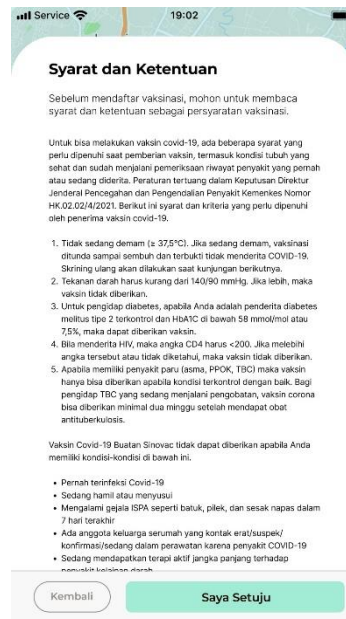 Service 19:02
Syarat dan Ketentuan
Sebelum mendaftar vaksinasi, mohon untuk membaca
syarat dan ketentuan sebagai persyaratan vaksinasi.
Untuk bisa melakukan vaksin covid-19, ada beberapa syarat yang
perlu dipenuhi saat pemberian vaksin, termasuk kondisi tubuh yang
sehat dan sudah menjalani pemeriksaan riwayat penyakit yang pernah
atau sedang diderita. Peraturan tertuang dalam Keputusan Direktur
Jenderal Pencegahan dan Pengendalian Penyakit Kemenkes Nomor
HK.02.02/4/2021. Berikut ini syarat dan kriteria yang perlu dipenuhi
oleh penerima vaksin covid-19.
1. Tidak sedang demam (≥ 37,5°C). Jika sedang demam, vaksinasi
ditunda sampai sembuh dan terbukti tidak menderita COVID-19.
Skrining ulang akan dilakukan saat kunjungan berikutnya.
2. Tekanan darah harus kurang dari 140/90 mmHg. Jika lebih, maka
vaksin tidak diberikan.
3. Untuk pengidap diabetes, apabila Anda adalah penderita diabetes
melitus tipe 2 terkontrol dan HbA1C di bawah 58 mmol/mol atau
7,5%, maka dapat diberikan vaksin.
4. Bila menderita HIV, maka angka CD4 harus <200. Jika melebihi
angka tersebut atau tidak diketahui, maka vaksin tidak diberikan.
5. Apabila memiliki penyakit paru (asma, PPOK, TBC) maka vaksin
hanya bisa diberikan apabila kondisi terkontrol dengan baik. Bagi
pengidap TBC yang sedang menjalani pengobatan, vaksin corona
bisa diberikan minimal dua minggu setelah mendapat obat
antituberkulosis.
Vaksin Covid-19 Buatan Sinovac tidak dapat diberikan apabila Anda
memiliki kondisi-kondisi di bawah ini.
• Pernah terinfeksi Covid-19
• Sedang hamil atau menyusui
• Mengalami gejala ISPA seperti batuk, pilek, dan sesak napas dalam
7 hari terakhir
• Ada anggota keluarga serumah yang kontak erat/suspek/
konfirmasi/sedang dalam perawatan karena penyakit COVID-19
• Sedang mendapatkan terapi aktif jangka panjang terhadap
penyakit kelainan darah
Kembali
Saya Setuju